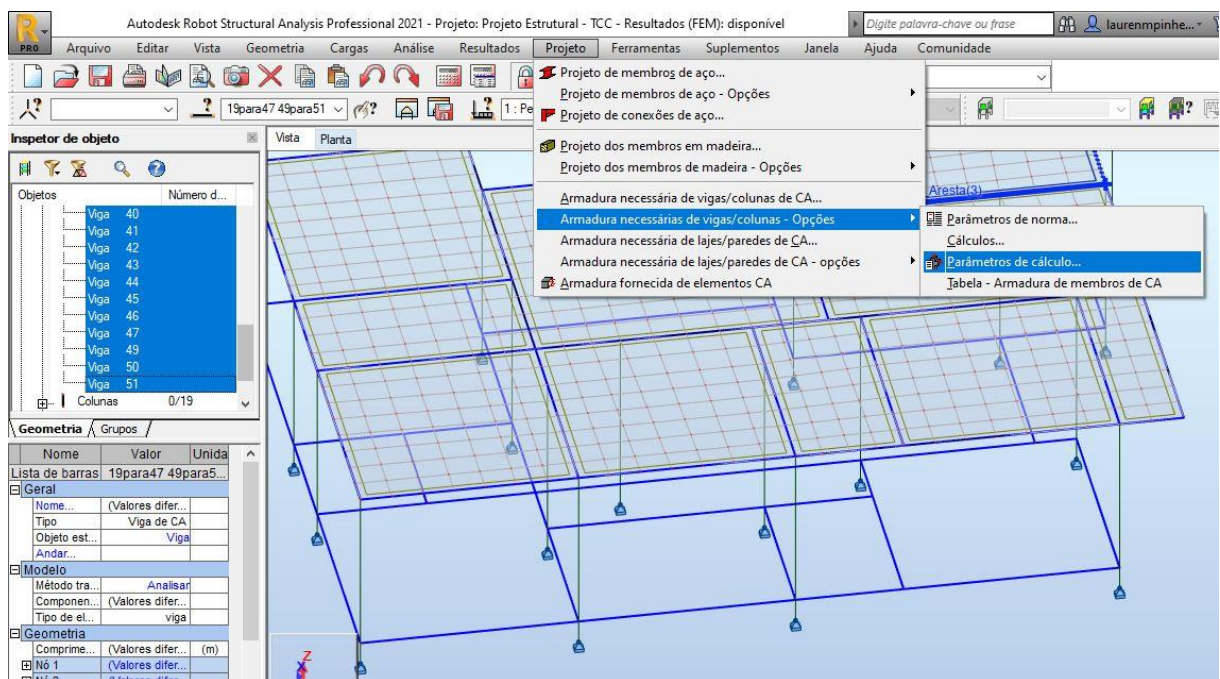 Autodesk Robot Structural Analysis Professional 2021 - Projeto: Projeto Estrutural - TCC - Resultados (FEM): disponível
Digite palavra-chave ou frase
laurenmpinhe...
PRO
Arquivo Editar Vista Geometria Cargas Análise Resultados Projeto Ferramentas Suplementos Janela Ajuda Comunidade
19para47 49para51
1 : Pe
Inspetor de objeto
Objetos Número d...
Viga 40
Viga 41
Viga 42
Viga 43
Viga 44
Viga 45
Viga 46
Viga 47
Viga 49
Viga 50
Viga 51
Colunas 0/19
Geometria Grupos
Nome Valor Unida
Lista de barras 19para47 49para5...
Geral
Nome... (Valores difer...
Tipo Viga de CA
Objeto est... Viga
Andar...
Modelo
Método tra... Analisar
Componen... (Valores difer...
Tipo de el... viga
Geometria
Comprime... (Valores difer... (m)
Nó 1 (Valores difer...
Vista Planta
Projeto de membros de aço...
Projeto de membros de aço - Opções
Projeto de conexões de aço...
Projeto dos membros em madeira...
Projeto dos membros de madeira - Opções
Armadura necessária de vigas/colunas de CA...
Armadura necessárias de vigas/colunas - Opções
Armadura necessária de lajes/paredes de CA...
Armadura necessária de lajes/paredes de CA - opções
Armadura fornecida de elementos CA
Parâmetros de norma...
Cálculos...
Parâmetros de cálculo...
Tabela - Armadura de membros de CA
Aresta(3)
Z
X